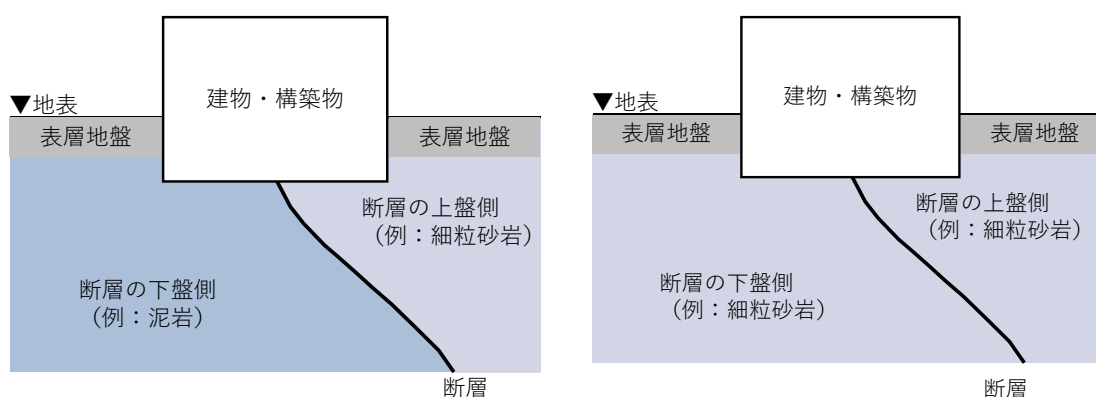 建物・構築物
▼地表
表層地盤
表層地盤
断層の上盤側
（例：細粒砂岩）
断層の下盤側
（例：泥岩）
断層
建物・構築物
▼地表
表層地盤
表層地盤
断層の上盤側
（例：細粒砂岩）
断層の下盤側
（例：細粒砂岩）
断層